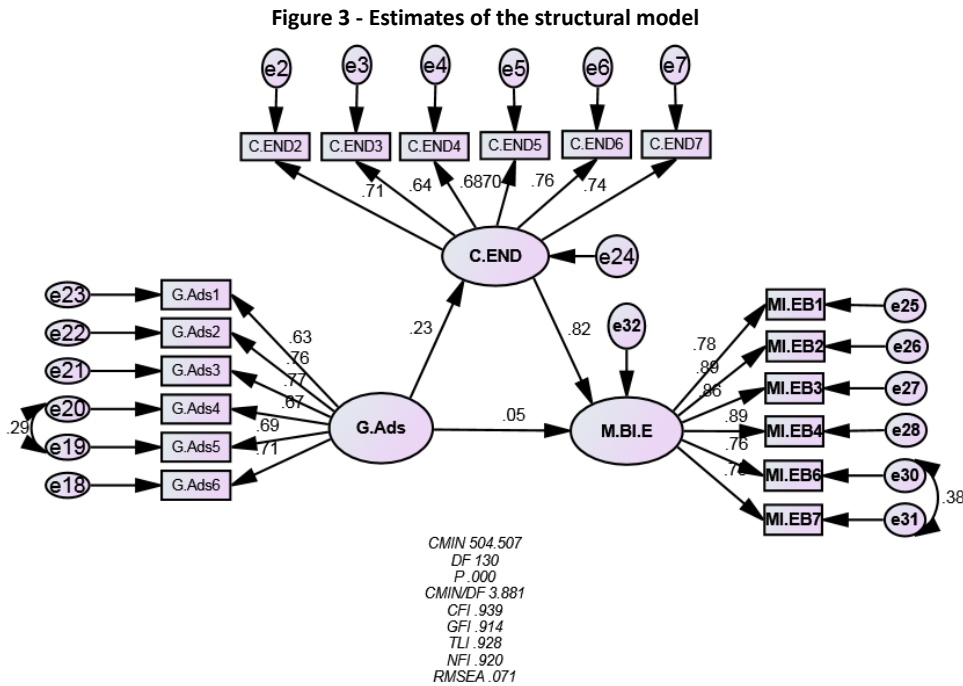 Figure 3 - Estimates of the structural model
e2 e3 e4 e5 e6 e7
C.END2 C.END3 C.END4 C.END5 C.END6 C.END7
.71 .64 .68 70 .76 .74
C.END
e24
e23 G.Ads1
e22 G.Ads2
e21 G.Ads3
e20 G.Ads4
e19 G.Ads5
e18 G.Ads6
.29
.63
.76
.77
.67
.69
.71
G.Ads
.23
.82
.05
e32
M.BI.E
.78
.89
.86
.89
.76
MI.EB1 e25
MI.EB2 e26
MI.EB3 e27
MI.EB4 e28
MI.EB6 e30
MI.EB7 e31
.38
CMIN 504.507
DF 130
P .000
CMIN/DF 3.881
CFI .939
GFI .914
TLI .928
NFI .920
RMSEA .071